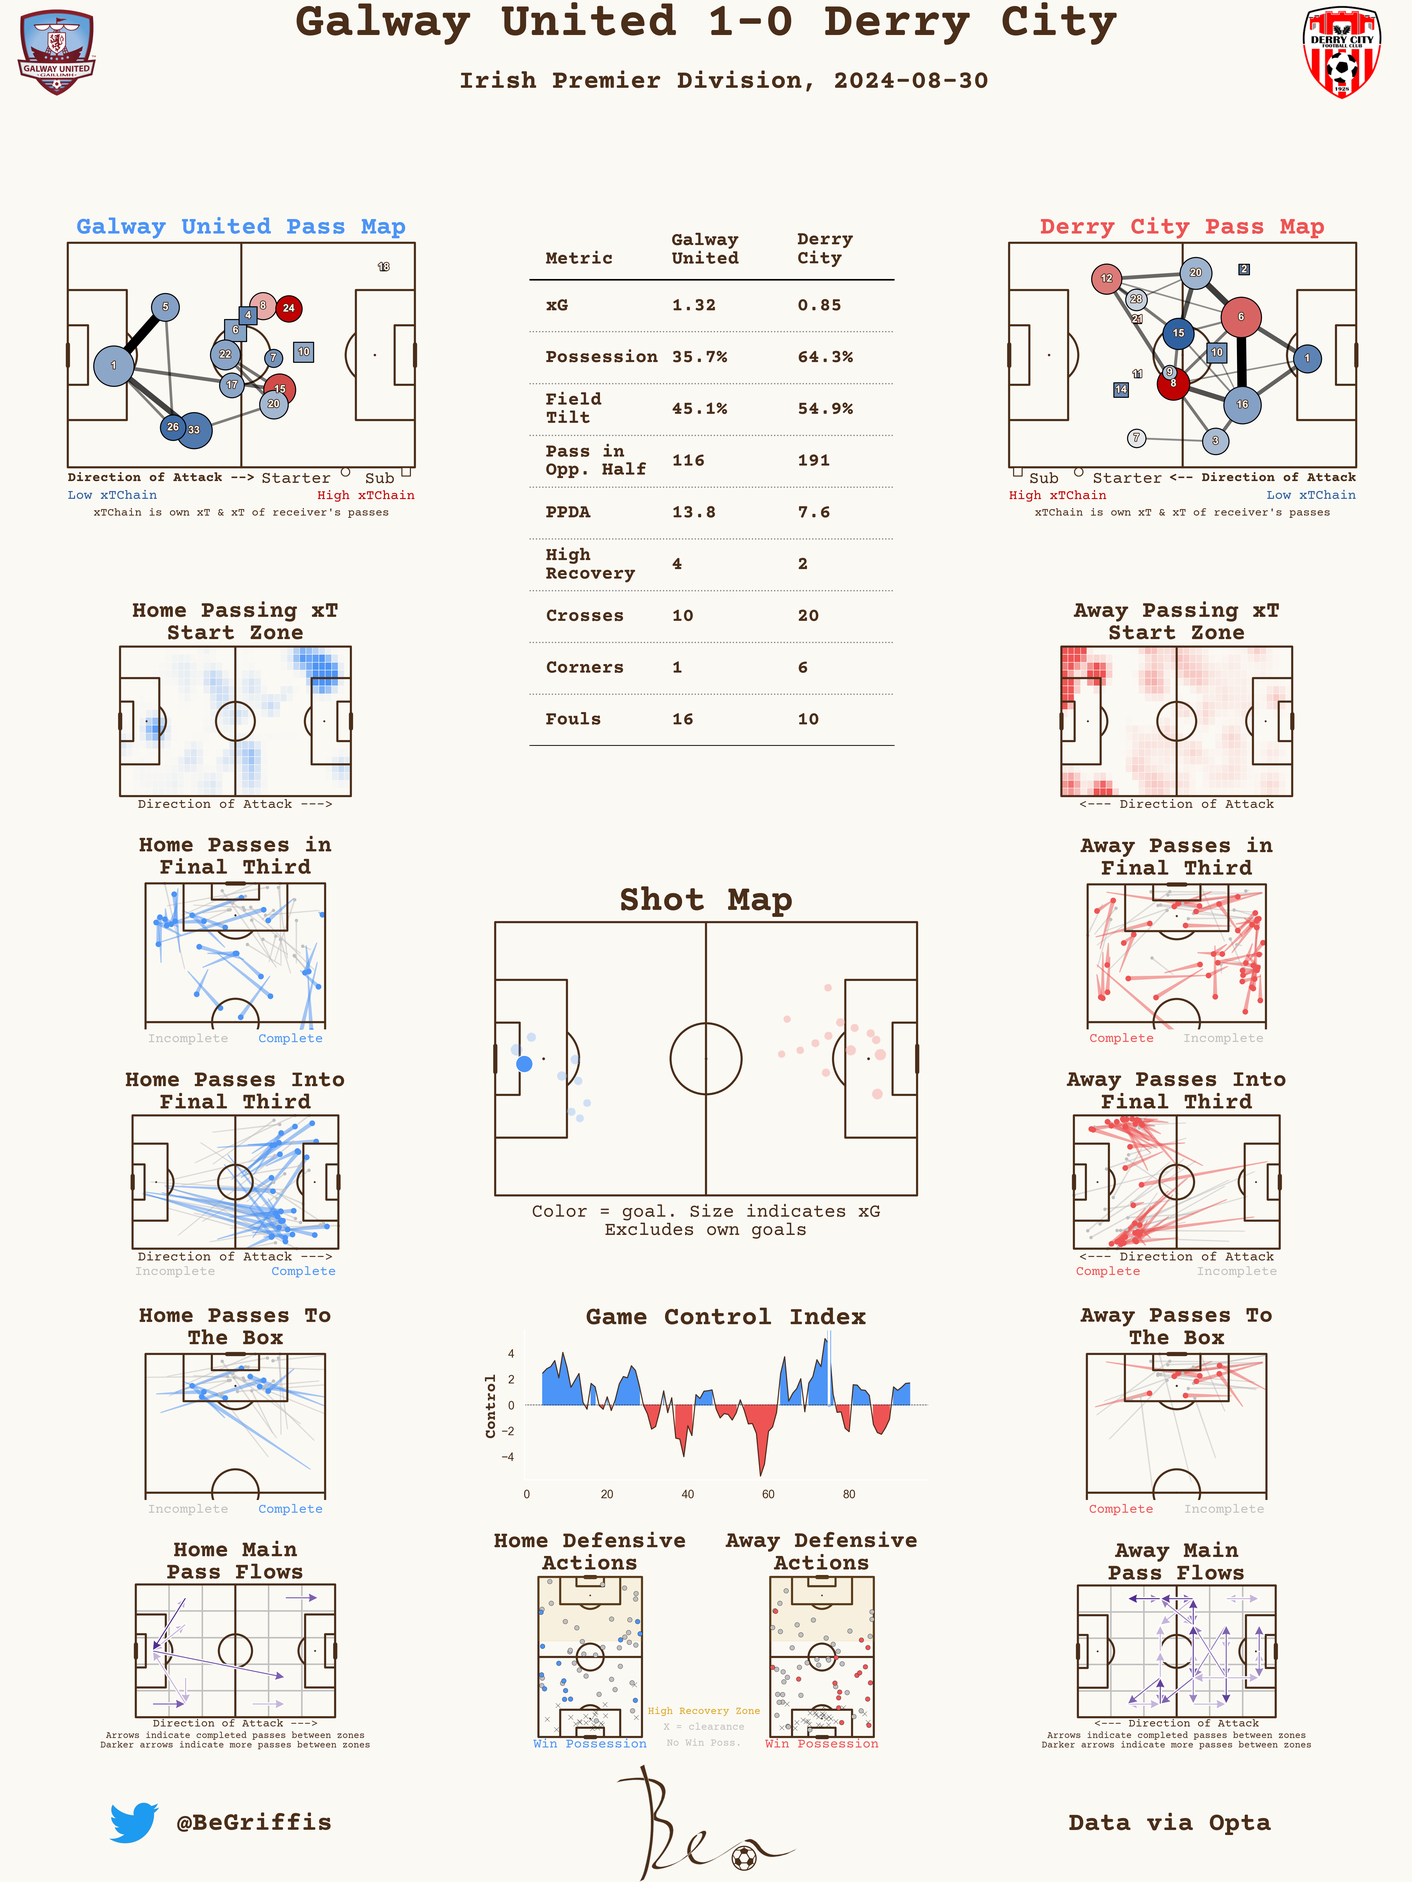 Galway United 1-0 Derry City
Irish Premier Division, 2024-08-30
GALWAY UNITED
GAILLIMH
DERRY CITY
FOOTBALL CLUB
1928
Galway United Pass Map
1
5
26
33
6
4
8
24
22
7
10
17
15
20
18
Direction of Attack --> Starter Sub
Low xTChain High xTChain
xTChain is own xT & xT of receiver's passes
Metric Galway United Derry City
xG 1.32 0.85
Possession 35.7% 64.3%
Field Tilt 45.1% 54.9%
Pass in Opp. Half 116 191
PPDA 13.8 7.6
High Recovery 4 2
Crosses 10 20
Corners 1 6
Fouls 16 10
Derry City Pass Map
12
20
2
28
21
6
15
10
1
11
9
8
14
16
7
3
Sub Starter <-- Direction of Attack
High xTChain Low xTChain
xTChain is own xT & xT of receiver's passes
Home Passing xT
Start Zone
Direction of Attack --->
Away Passing xT
Start Zone
<--- Direction of Attack
Home Passes in
Final Third
Incomplete Complete
Away Passes in
Final Third
Complete Incomplete
Shot Map
Color = goal. Size indicates xG
Excludes own goals
Home Passes Into
Final Third
Direction of Attack --->
Incomplete Complete
Away Passes Into
Final Third
<--- Direction of Attack
Complete Incomplete
Home Passes To
The Box
Incomplete Complete
Game Control Index
Control
4
2
0
−2
−4
0 20 40 60 80
Away Passes To
The Box
Complete Incomplete
Home Main
Pass Flows
Direction of Attack --->
Arrows indicate completed passes between zones
Darker arrows indicate more passes between zones
Home Defensive
Actions
Win Possession
Away Defensive
Actions
Win Possession
High Recovery Zone
X = clearance
No Win Poss.
Away Main
Pass Flows
<--- Direction of Attack
Arrows indicate completed passes between zones
Darker arrows indicate more passes between zones
@BeGriffis
Ben
Data via Opta